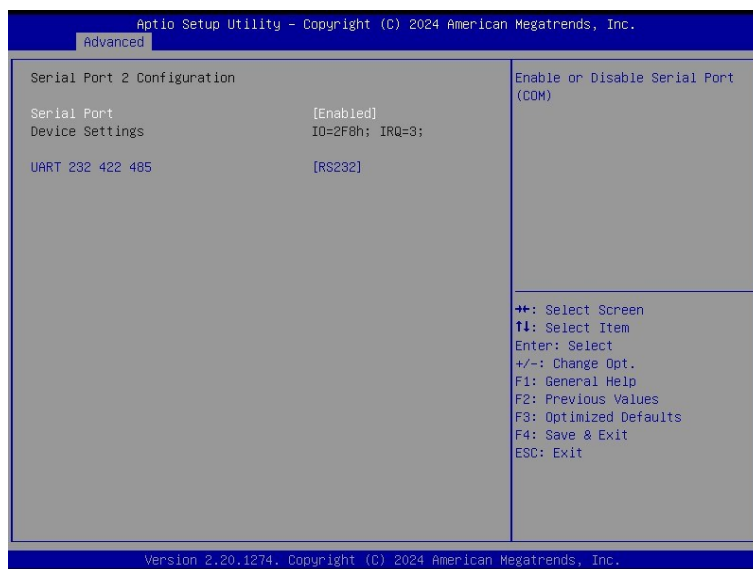 Aptio Setup Utility – Copyright (C) 2024 American Megatrends, Inc.
Advanced
Serial Port 2 Configuration
Serial Port [Enabled]
Device Settings IO=2F8h; IRQ=3;
UART 232 422 485 [RS232]
Enable or Disable Serial Port
(COM)
→←: Select Screen
↑↓: Select Item
Enter: Select
+/-: Change Opt.
F1: General Help
F2: Previous Values
F3: Optimized Defaults
F4: Save & Exit
ESC: Exit
Version 2.20.1274. Copyright (C) 2024 American Megatrends, Inc.